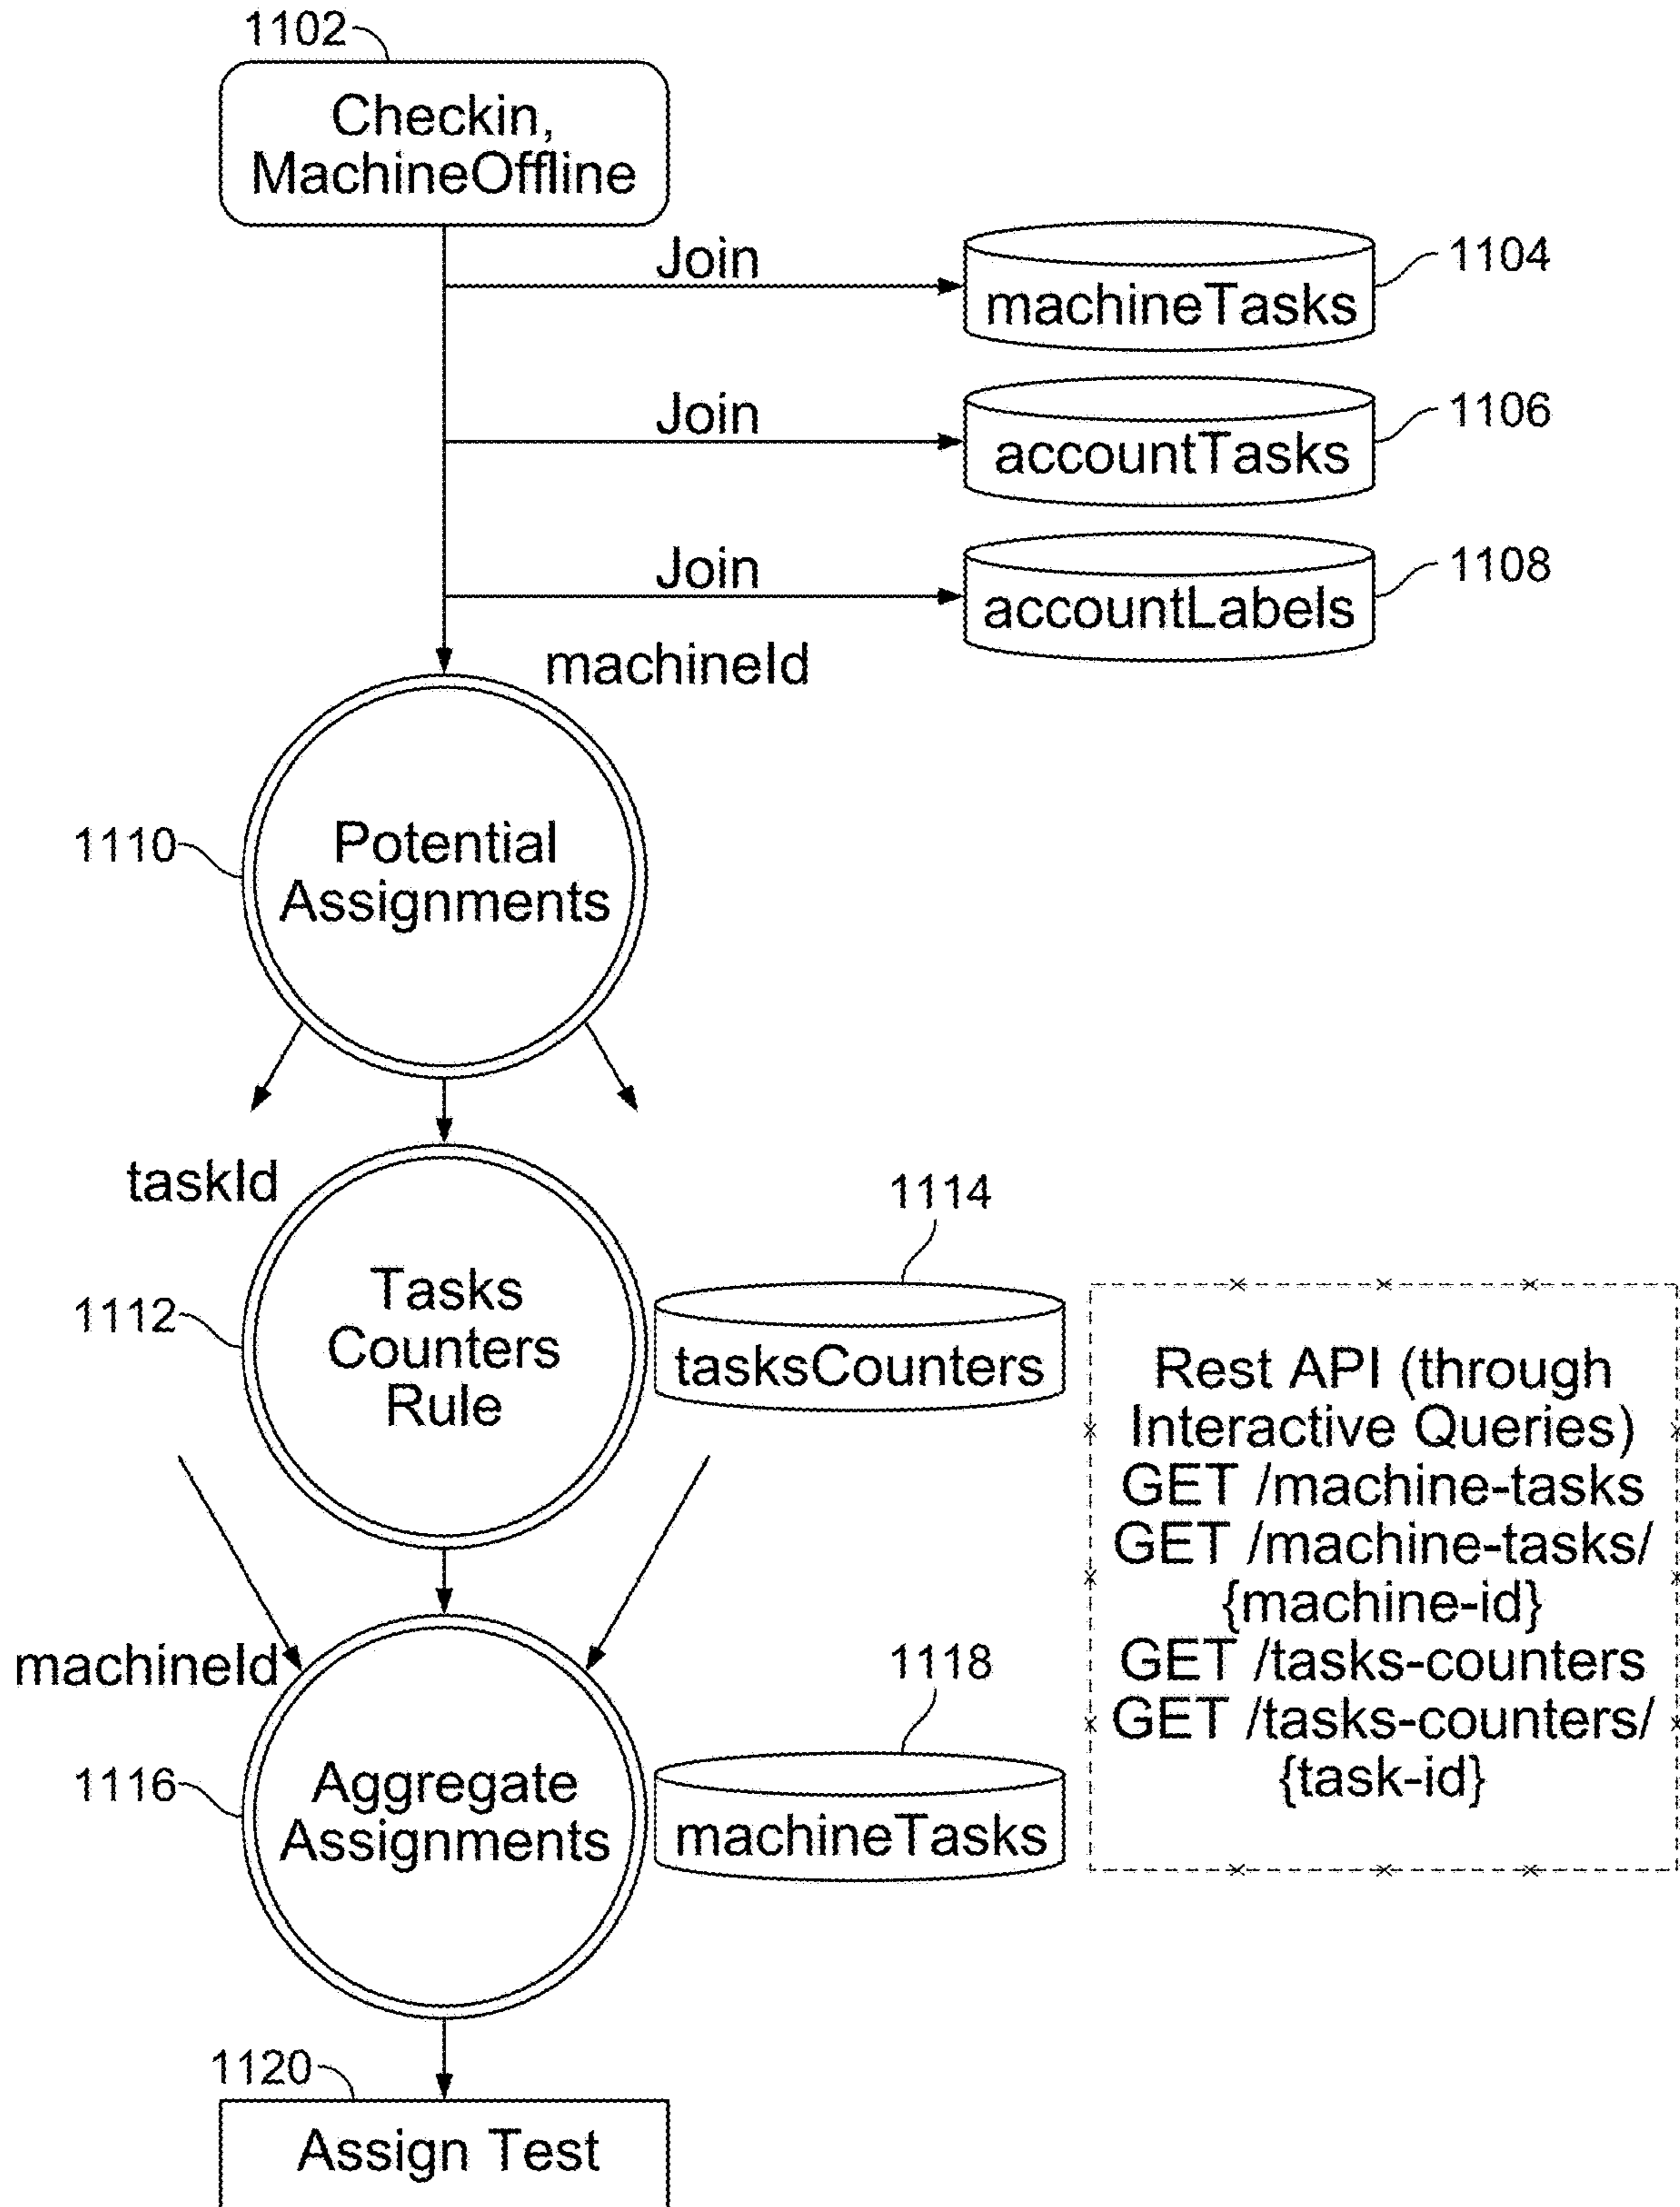 1102
Checkin,
MachineOffline
Join
machineTasks
1104
Join
accountTasks
1106
Join
accountLabels
1108
machineId
1110
Potential
Assignments
taskId
1112
Tasks
Counters
Rule
1114
tasksCounters
Rest API (through
Interactive Queries)
GET /machine-tasks
GET /machine-tasks/
{machine-id}
GET /tasks-counters
GET /tasks-counters/
{task-id}
machineId
1116
Aggregate
Assignments
1118
machineTasks
1120
Assign Test